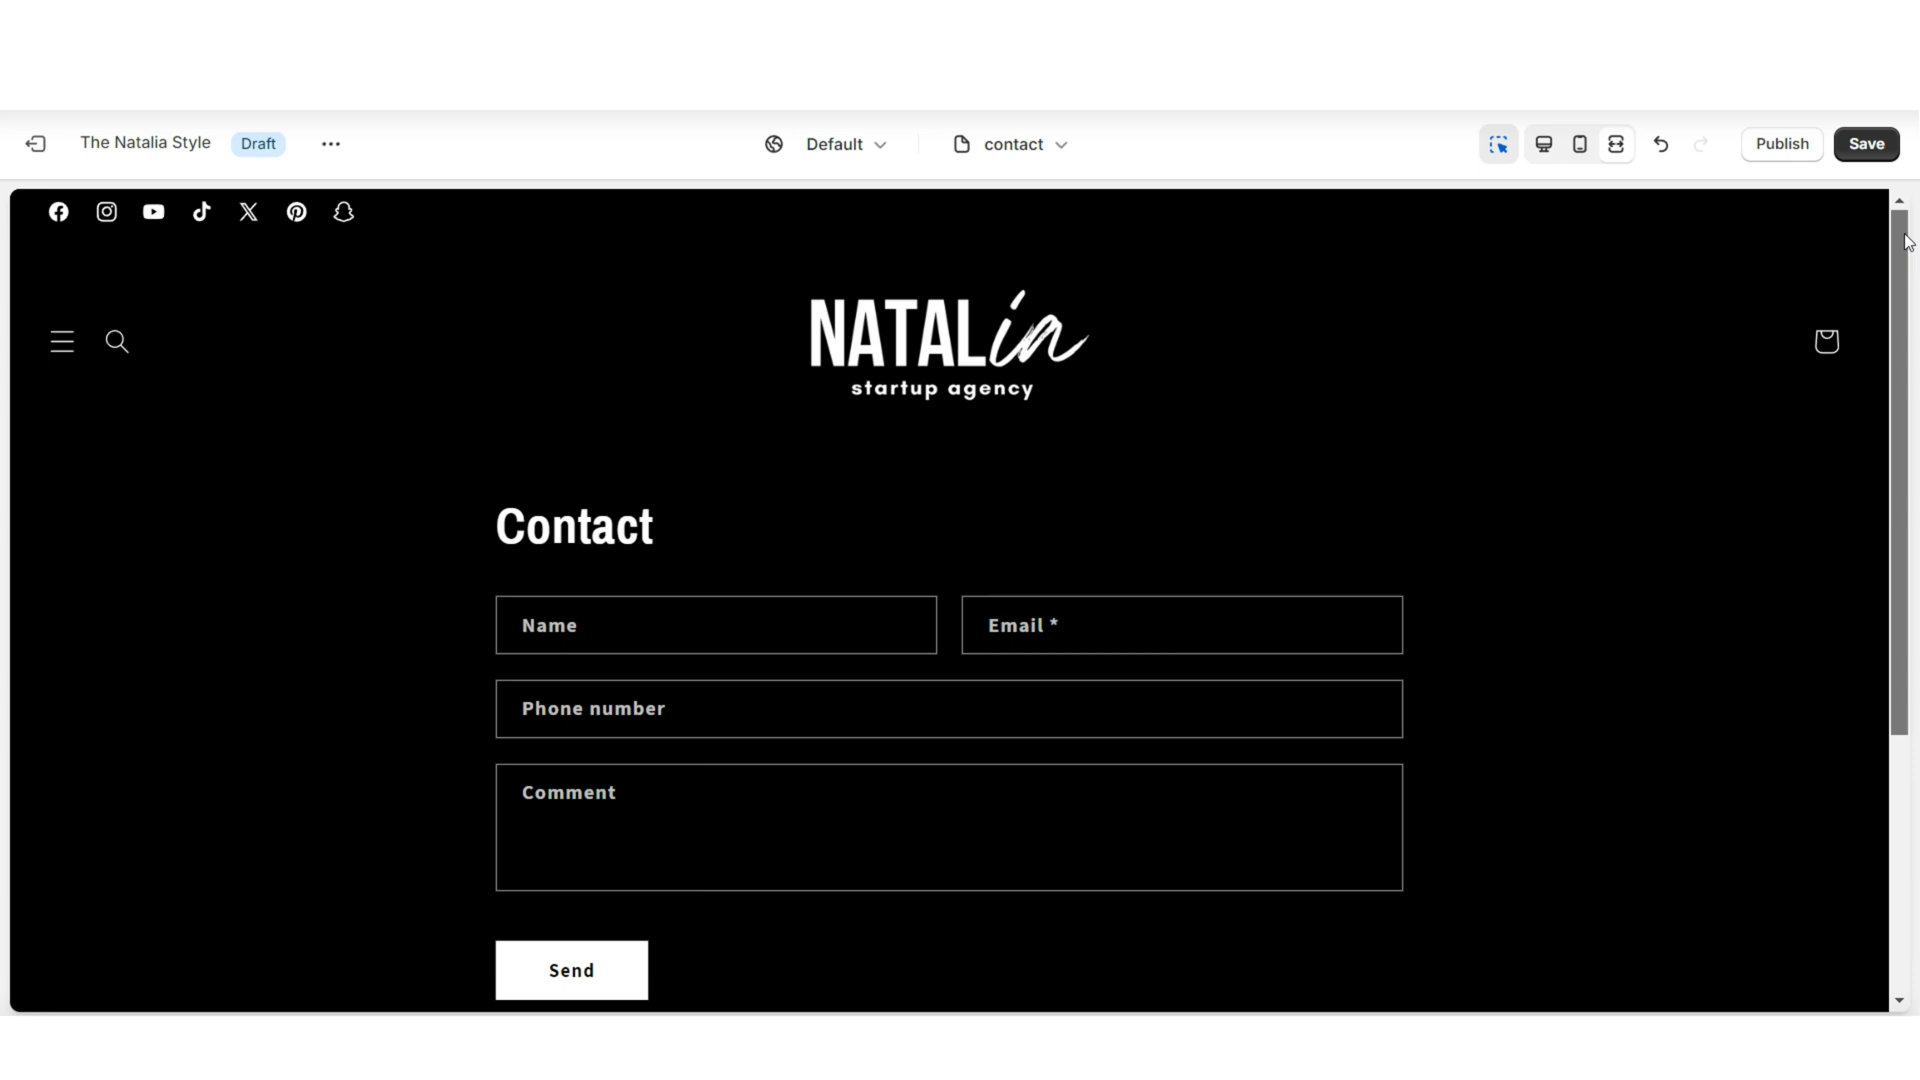 The Natalia Style Draft Default contact Publish Save
NATALia
startup agency
Contact
Name Email *
Phone number
Comment
Send